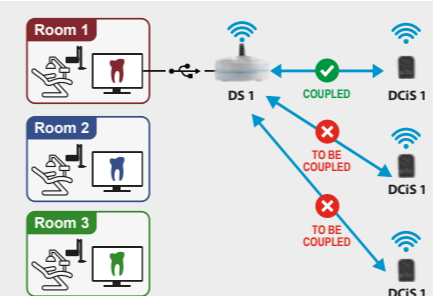 Room 1
DS 1
COUPLED
DCiS 1
Room 2
TO BE
COUPLED
DCiS 1
Room 3
TO BE
COUPLED
DCiS 1